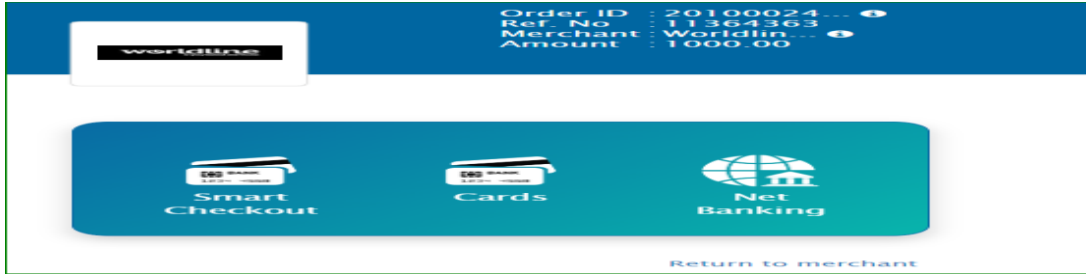 worldline
Order ID : 20100024...
Ref. No : 11364363
Merchant : Worldlin...
Amount : 1000.00
Smart Checkout
Cards
Net Banking
Return to merchant